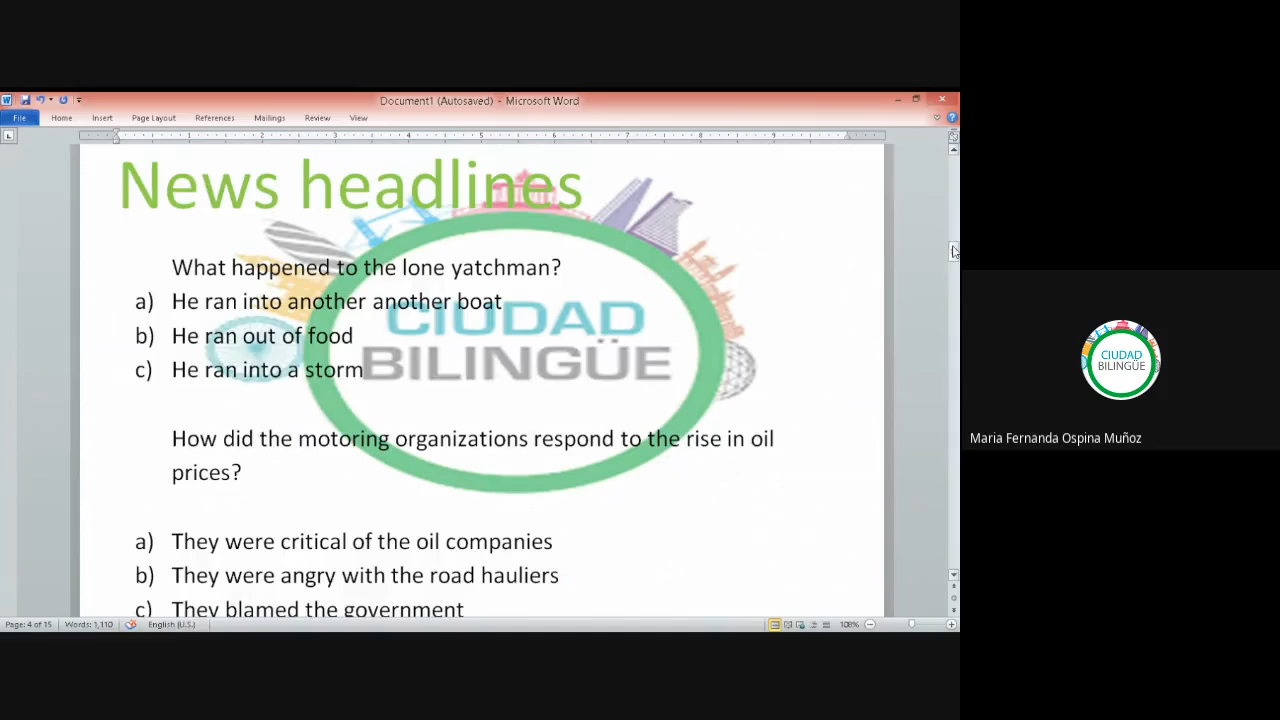 Document1 (Autosaved) - Microsoft Word
File Home Insert Page Layout References Mailings Review View
News headlines
What happened to the lone yatchman?
a) He ran into another another boat
b) He ran out of food
c) He ran into a storm
CIUDAD
BILINGÜE
How did the motoring organizations respond to the rise in oil
prices?
a) They were critical of the oil companies
b) They were angry with the road hauliers
c) They blamed the government
Page: 4 of 15 Words: 1,110 English (U.S.) 108%
CIUDAD
BILINGÜE
Maria Fernanda Ospina Muñoz